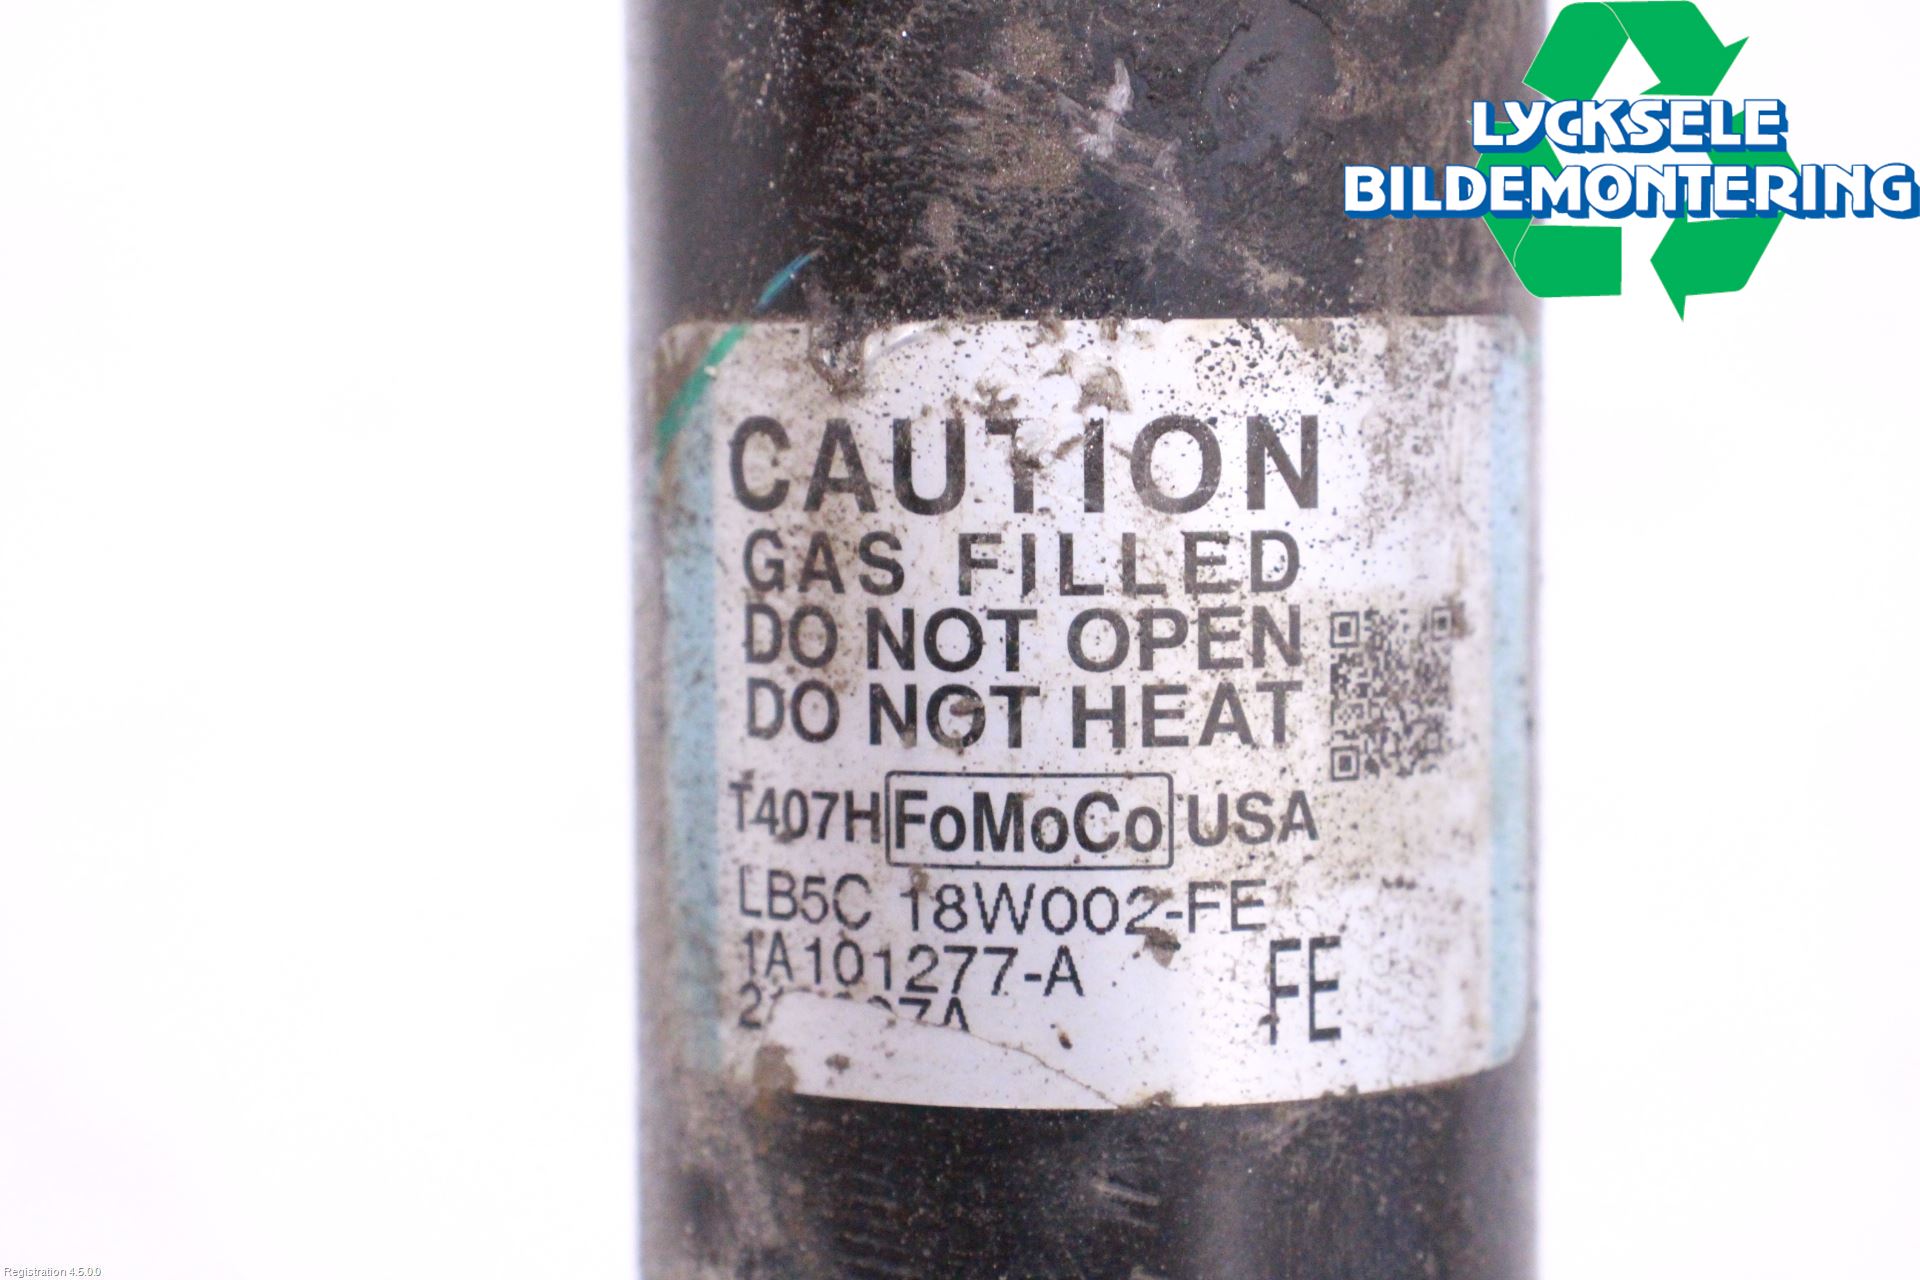 LYCKSELE
BILDEMONTERING
CAUTION
GAS FILLED
DO NOT OPEN
DO NOT HEAT
T407H FoMoCo USA
LB5C 18W002-FE
1A101277-A
FE
Registration 4.5.0.0